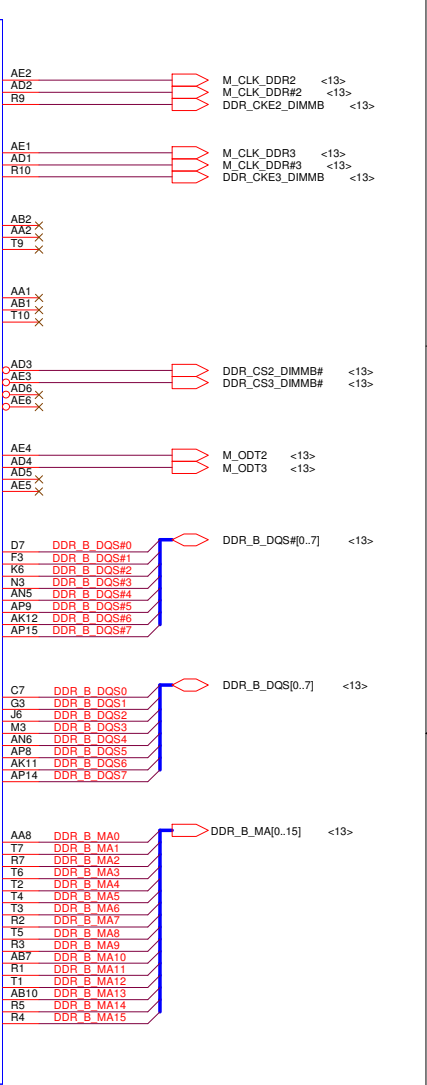 AE2 M_CLK_DDR2 <13>
AD2 M_CLK_DDR#2 <13>
R9 DDR_CKE2_DIMMB <13>
AE1 M_CLK_DDR3 <13>
AD1 M_CLK_DDR#3 <13>
R10 DDR_CKE3_DIMMB <13>
AB2
AA2
T9
AA1
AB1
T10
AD3 DDR_CS2_DIMMB# <13>
AE3 DDR_CS3_DIMMB# <13>
AD6
AE6
AE4 M_ODT2 <13>
AD4 M_ODT3 <13>
AD5
AE5
DDR_B_DQS#[0..7] <13>
D7 DDR_B_DQS#0
F3 DDR_B_DQS#1
K6 DDR_B_DQS#2
N3 DDR_B_DQS#3
AN5 DDR_B_DQS#4
AP9 DDR_B_DQS#5
AK12 DDR_B_DQS#6
AP15 DDR_B_DQS#7
DDR_B_DQS[0..7] <13>
C7 DDR_B_DQS0
G3 DDR_B_DQS1
J6 DDR_B_DQS2
M3 DDR_B_DQS3
AN6 DDR_B_DQS4
AP8 DDR_B_DQS5
AK11 DDR_B_DQS6
AP14 DDR_B_DQS7
DDR_B_MA[0..15] <13>
AA8 DDR_B_MA0
T7 DDR_B_MA1
R7 DDR_B_MA2
T6 DDR_B_MA3
T2 DDR_B_MA4
T4 DDR_B_MA5
T3 DDR_B_MA6
R2 DDR_B_MA7
T5 DDR_B_MA8
R3 DDR_B_MA9
AB7 DDR_B_MA10
R1 DDR_B_MA11
T1 DDR_B_MA12
AB10 DDR_B_MA13
R5 DDR_B_MA14
R4 DDR_B_MA15